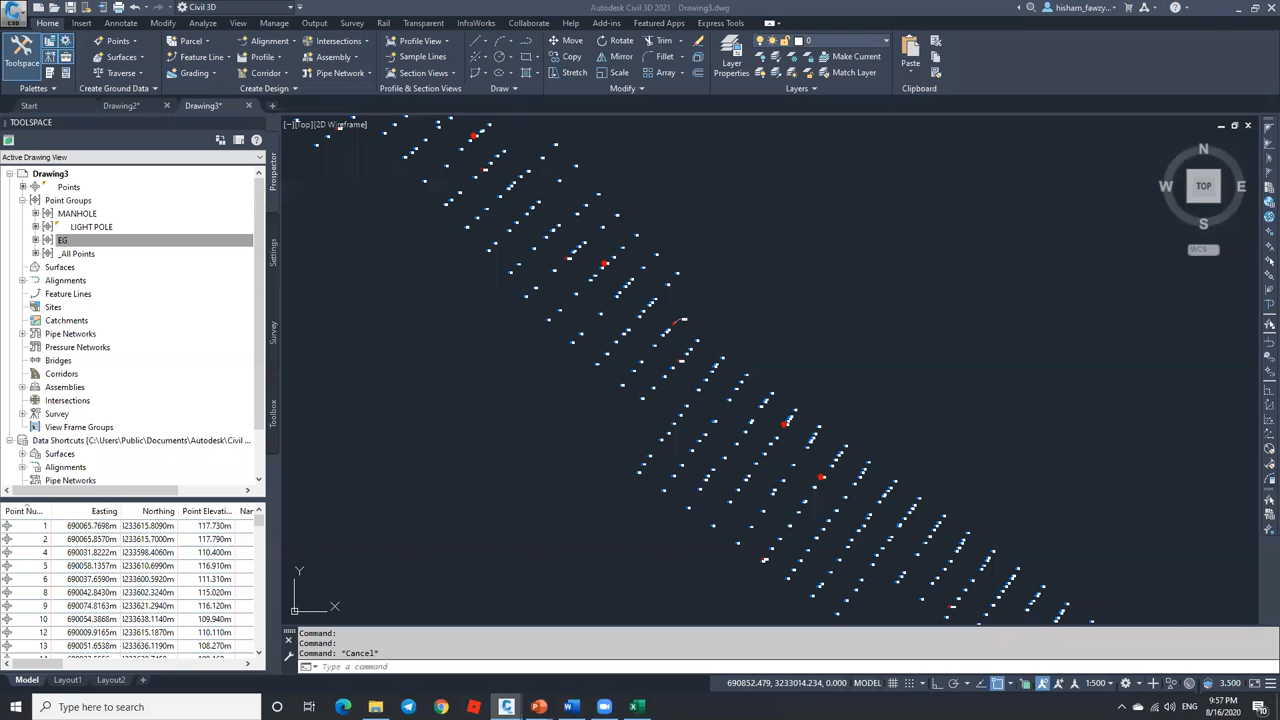 C3D
Civil 3D
Autodesk Civil 3D 2021
Drawing3.dwg
hisham_fawzy...
Home Insert Annotate Modify Analyze View Manage Output Survey Rail Transparent InfraWorks Collaborate Help Add-ins Featured Apps Express Tools
Toolspace
Points
Surfaces
Traverse
Parcel
Feature Line
Grading
Alignment
Profile
Corridor
Intersections
Assembly
Pipe Network
Profile View
Sample Lines
Section Views
Move Rotate Trim
Copy Mirror Fillet
Stretch Scale Array
Layer
Properties
0
Make Current
Match Layer
Paste
Palettes Create Ground Data Create Design Profile & Section Views Draw Modify Layers Clipboard
Start Drawing2* Drawing3*
TOOLSPACE
[−][Top][2D Wireframe]
Active Drawing View
Drawing3
Points
Point Groups
MANHOLE
LIGHT POLE
EG
_All Points
Surfaces
Alignments
Feature Lines
Sites
Catchments
Pipe Networks
Pressure Networks
Bridges
Corridors
Assemblies
Intersections
Survey
View Frame Groups
Data Shortcuts [C:\Users\Public\Documents\Autodesk\Civil ...
Surfaces
Alignments
Pipe Networks
Prospector
Settings
Survey
Toolbox
N
W TOP E
S
WCS
Point Nu... Easting Northing Point Elevati... Nar
1 690065.7698m 3233615.8090m 117.730m
2 690065.8570m 3233615.7000m 117.790m
4 690031.8222m 3233598.4060m 110.400m
5 690058.1357m 3233610.6990m 116.910m
6 690037.6590m 3233600.5920m 111.310m
8 690042.8430m 3233602.3240m 115.020m
9 690074.8163m 3233621.2940m 116.120m
10 690054.3868m 3233638.1140m 109.940m
12 690009.9165m 3233615.1870m 110.110m
13 690051.6538m 3233636.1190m 108.270m
Y
X
Command:
Command:
Command: *Cancel*
Type a command
Model Layout1 Layout2
690852.479, 3233014.234, 0.000 MODEL 1:500 3.500
Type here to search
ENG
9:57 PM
8/16/2020